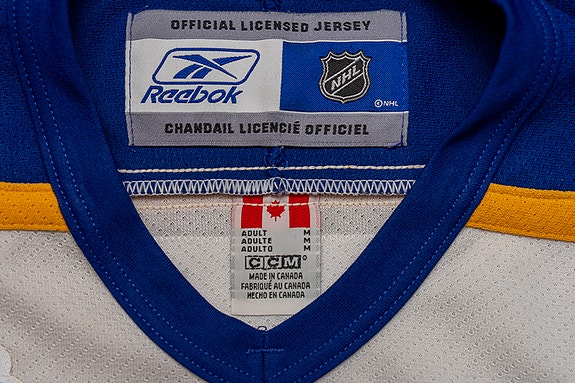 OFFICIAL LICENSED JERSEY
Reebok
NHL
©NHL
CHANDAIL LICENCIÉ OFFICIEL
ADULT M
ADULTE M
ADULTO M
CCM
MADE IN CANADA
FABRIQUÉ AU CANADA
HECHO EN CANADA